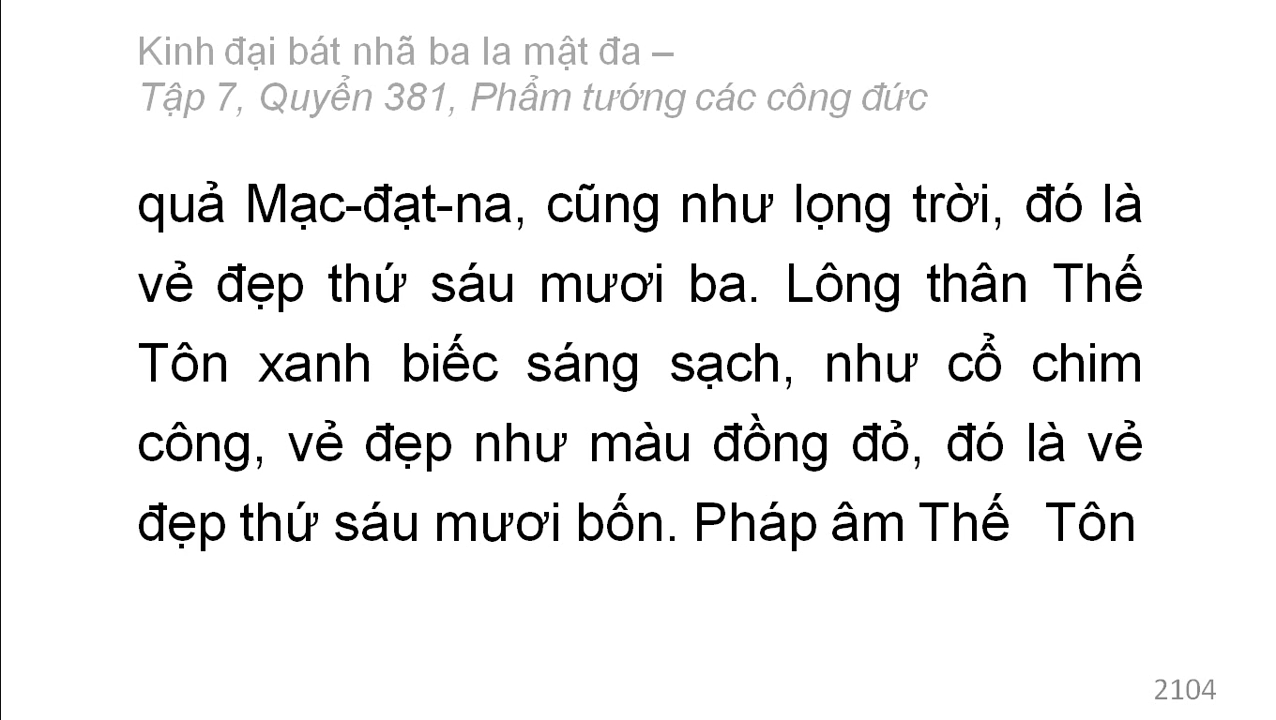 Kinh đại bát nhã ba la mật đa –
Tập 7, Quyển 381, Phẩm tướng các công đức
quả Mạc-đạt-na, cũng như lọng trời, đó là
vẻ đẹp thứ sáu mươi ba. Lông thân Thế
Tôn xanh biếc sáng sạch, như cổ chim
công, vẻ đẹp như màu đồng đỏ, đó là vẻ
đẹp thứ sáu mươi bốn. Pháp âm Thế Tôn
2104